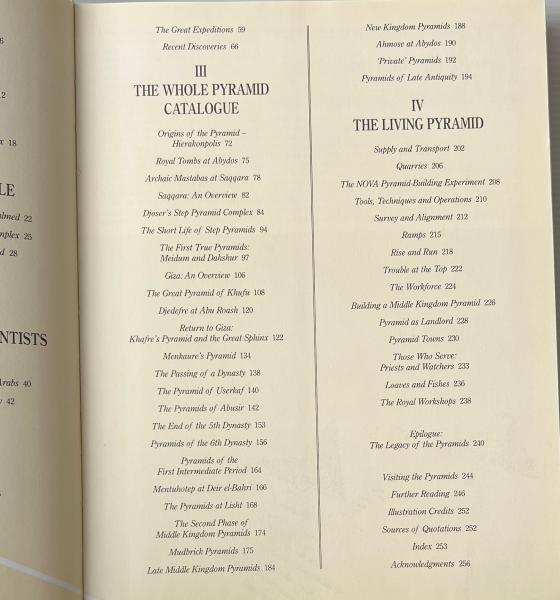 6
12
x 18
LE
almed 22
mplex 25
d 28
NTISTS
Arabs 40
42
The Great Expeditions 59
Recent Discoveries 66
III
THE WHOLE PYRAMID
CATALOGUE
Origins of the Pyramid –
Hierakonpolis 72
Royal Tombs at Abydos 75
Archaic Mastabas at Saqqara 78
Saqqara: An Overview 82
Djoser's Step Pyramid Complex 84
The Short Life of Step Pyramids 94
The First True Pyramids:
Meidum and Dahshur 97
Giza: An Overview 106
The Great Pyramid of Khufu 108
Djedefre at Abu Roash 120
Return to Giza:
Khafre's Pyramid and the Great Sphinx 122
Menkaure's Pyramid 134
The Passing of a Dynasty 138
The Pyramid of Userkaf 140
The Pyramids of Abusir 142
The End of the 5th Dynasty 153
Pyramids of the 6th Dynasty 156
Pyramids of the
First Intermediate Period 164
Mentuhotep at Deir el-Bahri 166
The Pyramids at Lisht 168
The Second Phase of
Middle Kingdom Pyramids 174
Mudbrick Pyramids 175
Late Middle Kingdom Pyramids 184
New Kingdom Pyramids 188
Ahmose at Abydos 190
'Private' Pyramids 192
Pyramids of Late Antiquity 194
IV
THE LIVING PYRAMID
Supply and Transport 202
Quarries 206
The NOVA Pyramid-Building Experiment 208
Tools, Techniques and Operations 210
Survey and Alignment 212
Ramps 215
Rise and Run 218
Trouble at the Top 222
The Workforce 224
Building a Middle Kingdom Pyramid 226
Pyramid as Landlord 228
Pyramid Towns 230
Those Who Serve:
Priests and Watchers 233
Loaves and Fishes 236
The Royal Workshops 238
Epilogue:
The Legacy of the Pyramids 240
Visiting the Pyramids 244
Further Reading 246
Illustration Credits 252
Sources of Quotations 252
Index 253
Acknowledgments 256